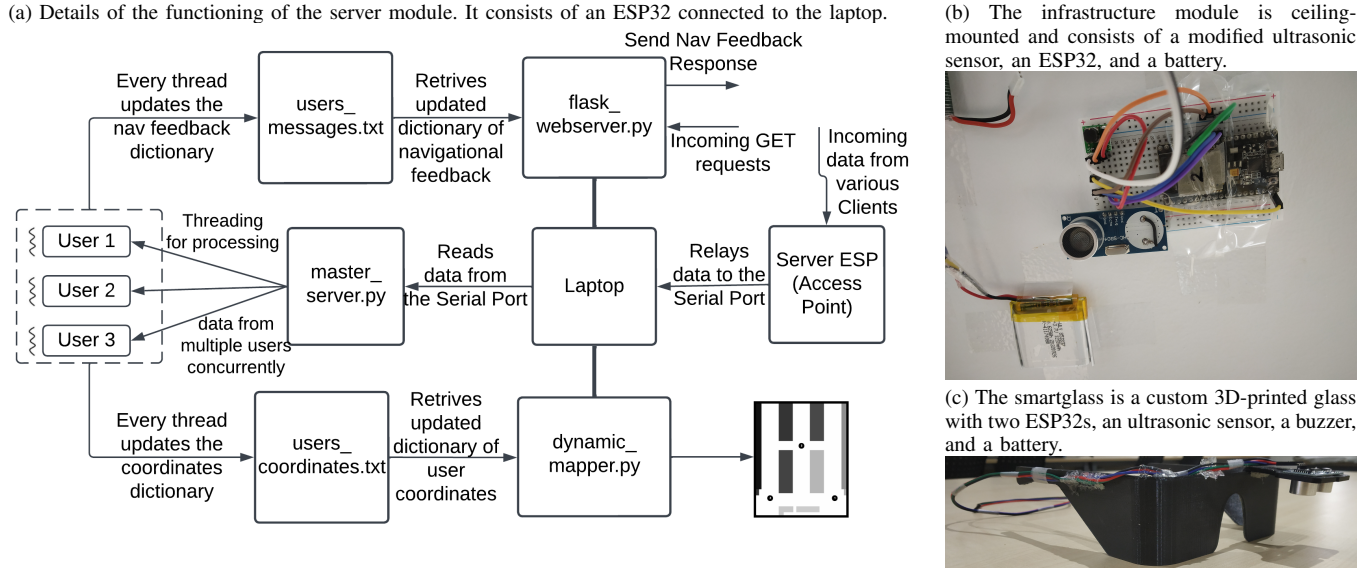 (a) Details of the functioning of the server module. It consists of an ESP32 connected to the laptop.
Every thread
updates the
nav feedback
dictionary
users_
messages.txt
Retrives
updated
dictionary of
navigational
feedback
flask_
webserver.py
Send Nav Feedback
Response
Incoming GET
requests
Incoming
data from
various
Clients
User 1
User 2
User 3
Threading
for processing
data from
multiple users
concurrently
master_
server.py
Reads
data from
the Serial Port
Laptop
Relays
data to the
Serial Port
Server ESP
(Access
Point)
Every thread
updates the
coordinates
dictionary
users_
coordinates.txt
Retrives
updated
dictionary of
user
coordinates
dynamic_
mapper.py
(b) The infrastructure module is ceiling-
mounted and consists of a modified ultrasonic
sensor, an ESP32, and a battery.
2
(c) The smartglass is a custom 3D-printed glass
with two ESP32s, an ultrasonic sensor, a buzzer,
and a battery.